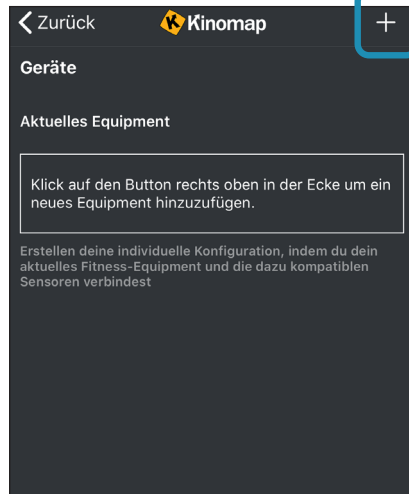 Zurück Kinomap +
Geräte
Aktuelles Equipment
Klick auf den Button rechts oben in der Ecke um ein
neues Equipment hinzuzufügen.
Erstellen deine individuelle Konfiguration, indem du dein
aktuelles Fitness-Equipment und die dazu kompatiblen
Sensoren verbindest